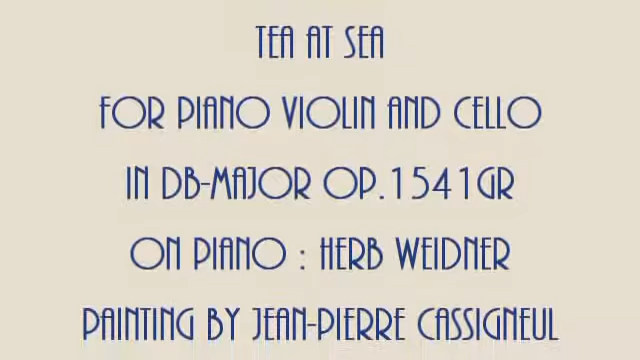 TEA AT SEA
FOR PIANO VIOLIN AND CELLO
IN DB-MAJOR OP.1541GR
ON PIANO : HERB WEIDNER
PAINTING BY JEAN-PIERRE CASSIGNEUL